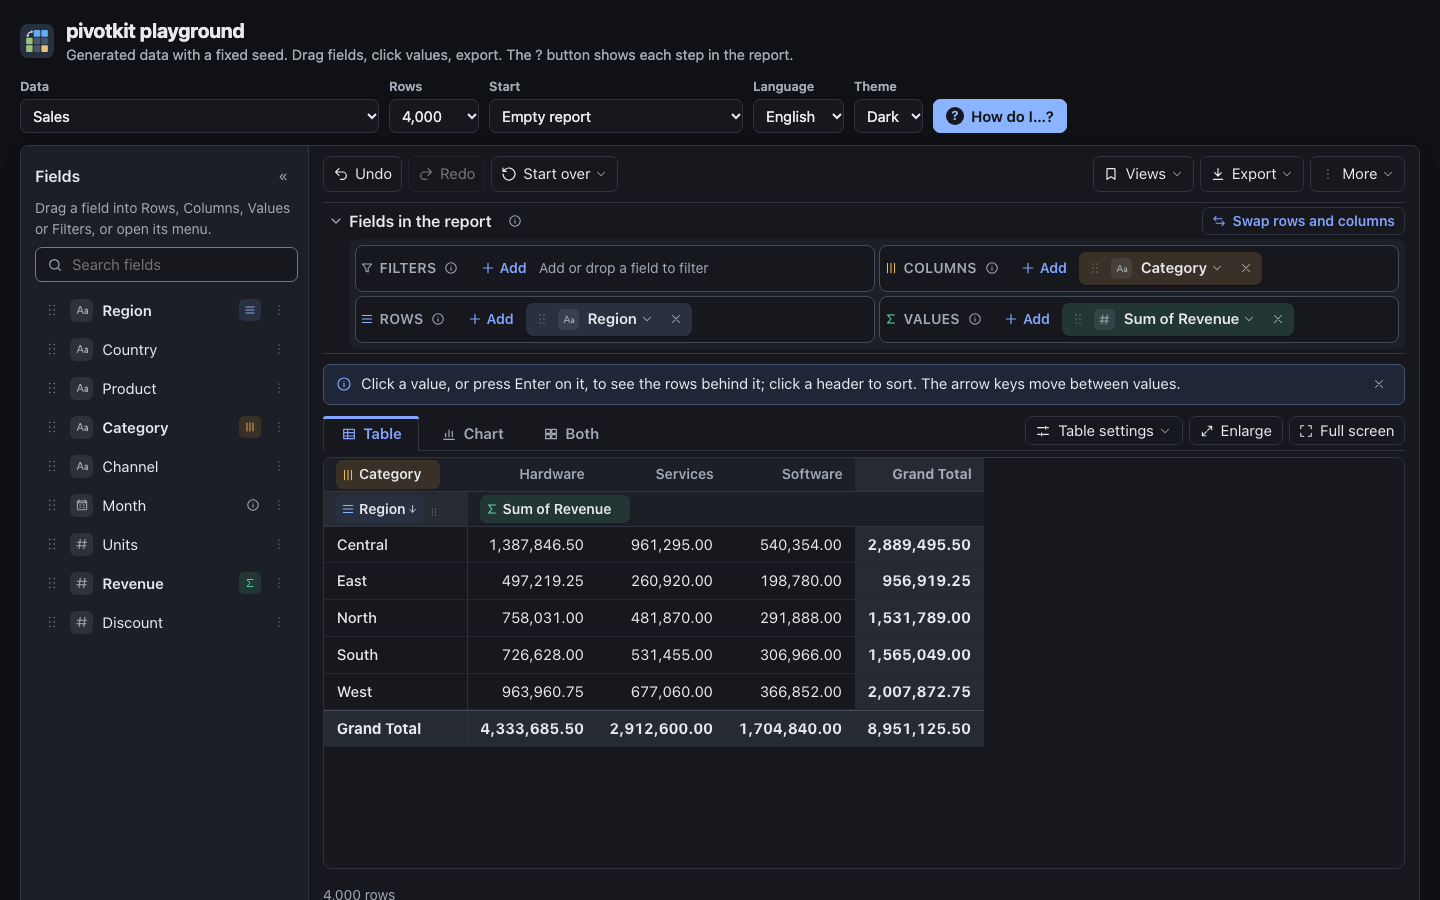 pivotkit playground
Generated data with a fixed seed. Drag fields, click values, export. The ? button shows each step in the report.
Data
Rows
Start
Language
Theme
Sales
4,000
Empty report
English
Dark
? How do I...?
Fields
«
Drag a field into Rows, Columns, Values
or Filters, or open its menu.
Search fields
Aa Region
Aa Country
Aa Product
Aa Category
Aa Channel
Month
# Units
# Revenue Σ
# Discount
Undo
Redo
Start over
Views
Export
More
Fields in the report
Swap rows and columns
FILTERS
+ Add
Add or drop a field to filter
COLUMNS
+ Add
Aa Category
ROWS
+ Add
Aa Region
Σ VALUES
+ Add
# Sum of Revenue
Click a value, or press Enter on it, to see the rows behind it; click a header to sort. The arrow keys move between values.
Table
Chart
Both
Table settings
Enlarge
Full screen
Category Hardware Services Software Grand Total
Region ↓ Σ Sum of Revenue
Central 1,387,846.50 961,295.00 540,354.00 2,889,495.50
East 497,219.25 260,920.00 198,780.00 956,919.25
North 758,031.00 481,870.00 291,888.00 1,531,789.00
South 726,628.00 531,455.00 306,966.00 1,565,049.00
West 963,960.75 677,060.00 366,852.00 2,007,872.75
Grand Total 4,333,685.50 2,912,600.00 1,704,840.00 8,951,125.50
4,000 rows